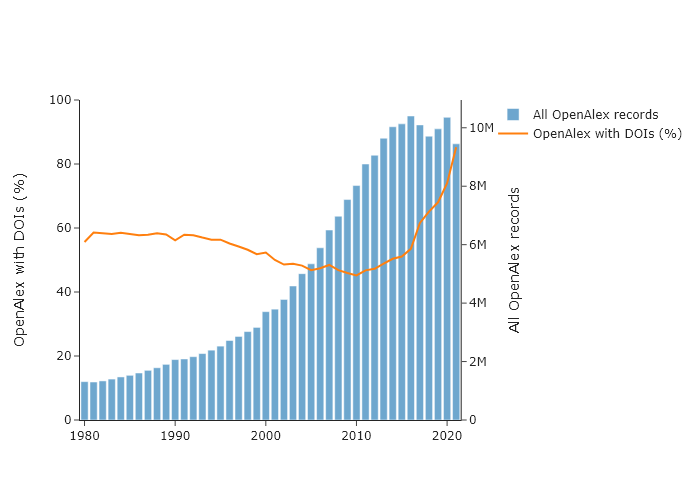 100
80
60
40
20
0
OpenAlex with DOIs (%)
1980
1990
2000
2010
2020
10M
8M
6M
4M
2M
0
All OpenAlex records
All OpenAlex records
OpenAlex with DOIs (%)